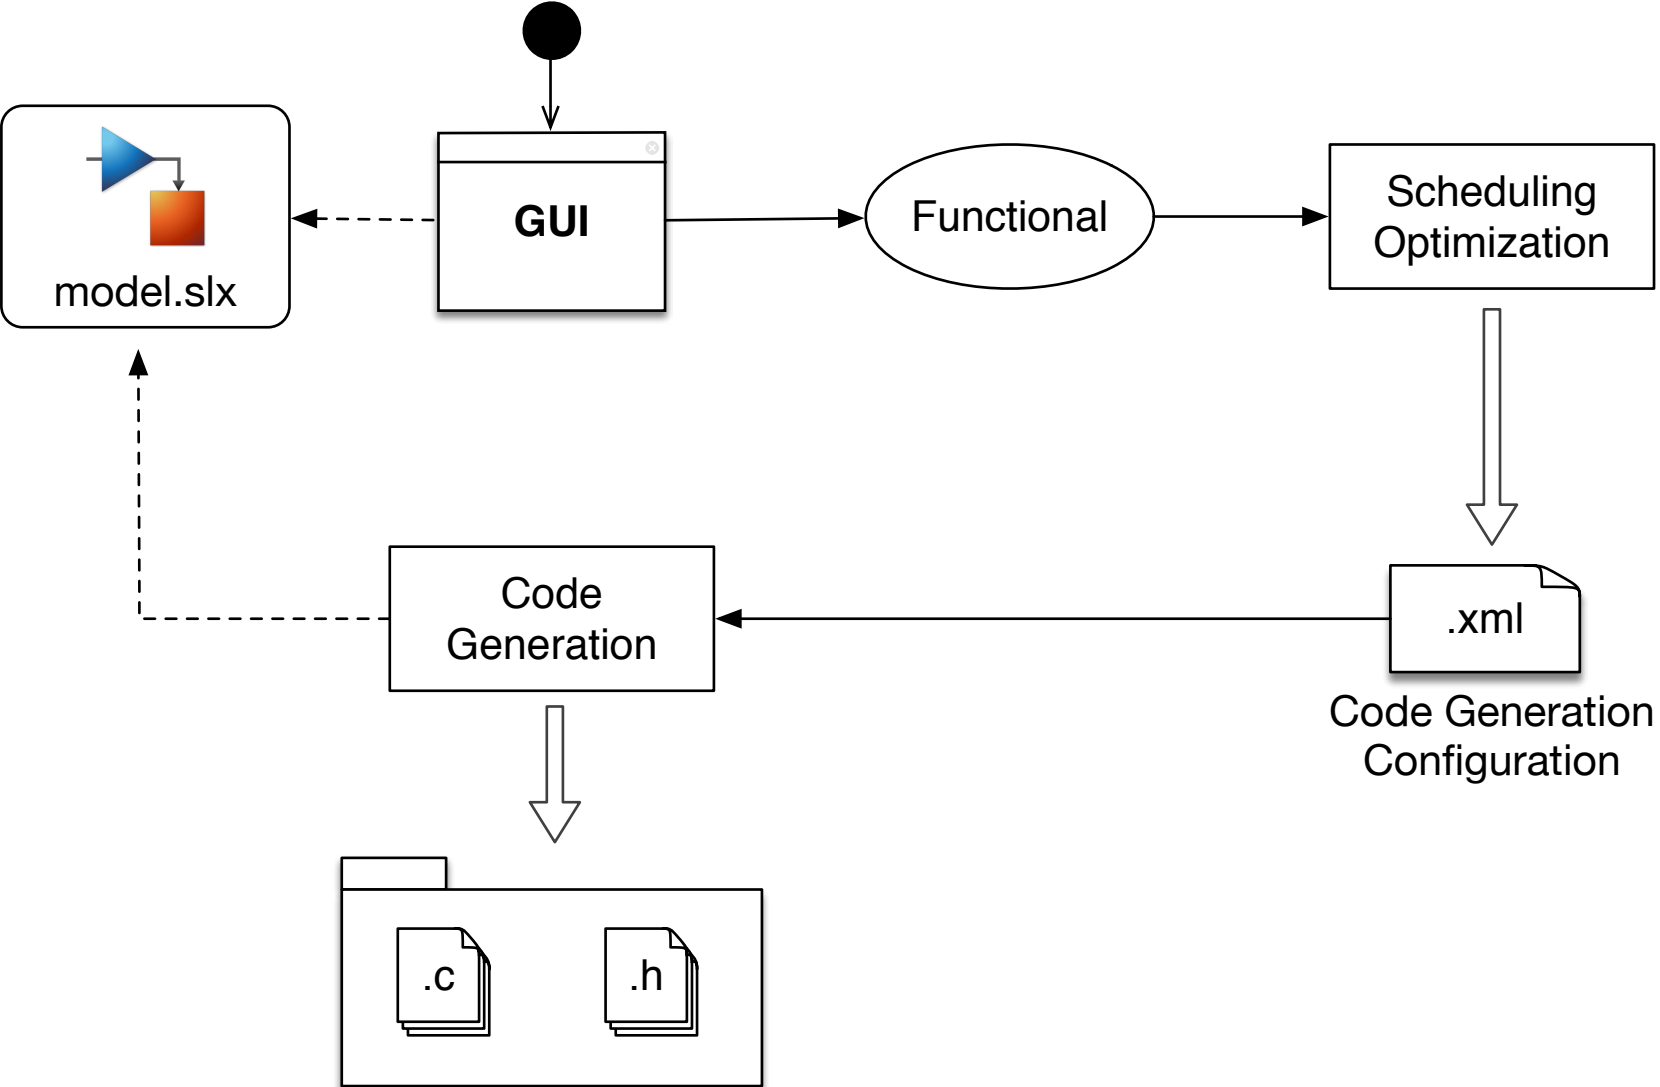 model.slx
GUI
Functional
Scheduling
Optimization
Code
Generation
.xml
Code Generation
Configuration
.c
.h